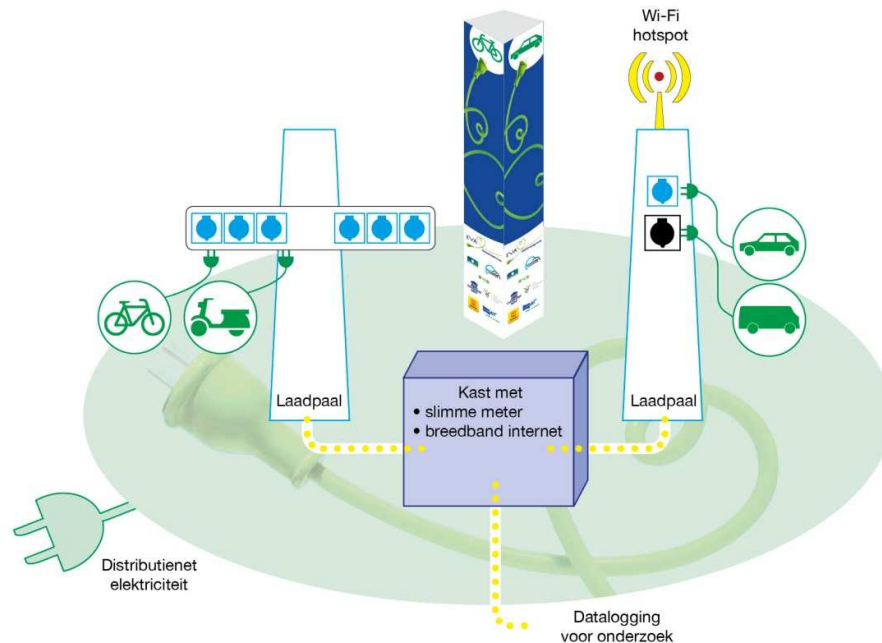 Wi-Fi
hotspot
Laadpaal
Kast met
• slimme meter
• breedband internet
Laadpaal
Distributienet
elektriciteit
Datalogging
voor onderzoek